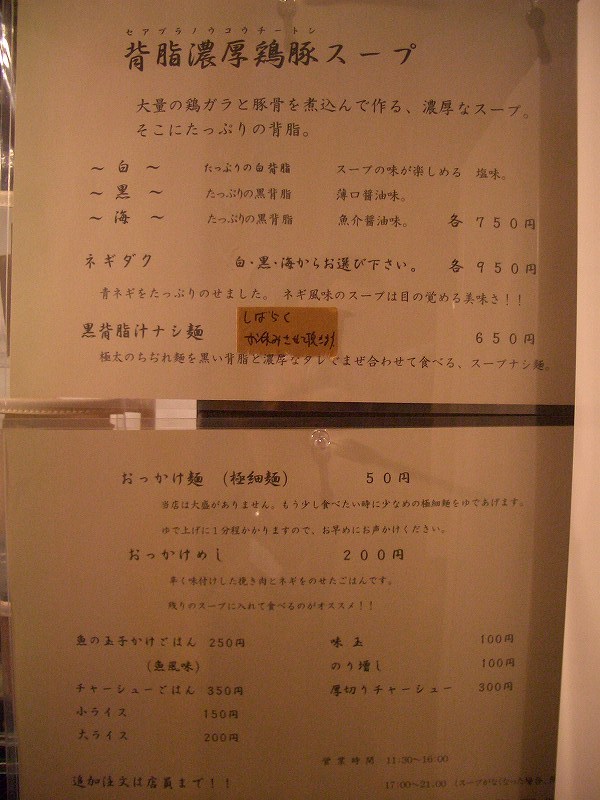 セアブラノウコウチートン
背脂濃厚鶏豚スープ
大量の鶏ガラと豚骨を煮込んで作る、濃厚なスープ。
そこにたっぷりの背脂。
～ 白 ～ たっぷりの白背脂 スープの味が楽しめる 塩味。
～ 黒 ～ たっぷりの黒背脂 薄口醤油味。
～ 海 ～ たっぷりの黒背脂 魚介醤油味。 各 750円
ネギダク 白・黒・海からお選び下さい。 各 950円
青ネギをたっぷりのせました。 ネギ風味のスープは目の覚める美味さ!!
黒背脂汁ナシ麺 650円
しばらく
お休みさせて頂きます
極太のちぢれ麺を黒い背脂と濃厚なタレでまぜ合わせて食べる、スープナシ麺。
おっかけ麺 (極細麺) 50円
当店は大盛がありません。もう少し食べたい時に少なめの極細麺をゆであげます。
ゆで上げに1分程かかりますので、お早めにお声かけください。
おっかけめし 200円
辛く味付けした挽き肉とネギをのせたごはんです。
残りのスープに入れて食べるのがオススメ!!
魚の玉子かけごはん 250円 味玉 100円
(魚風味) のり増し 100円
チャーシューごはん 350円 厚切りチャーシュー 300円
小ライス 150円
大ライス 200円
営業時間 11:30~16:00
追加注文は店員まで!! 17:00~21:00 (スープがなくなった場合